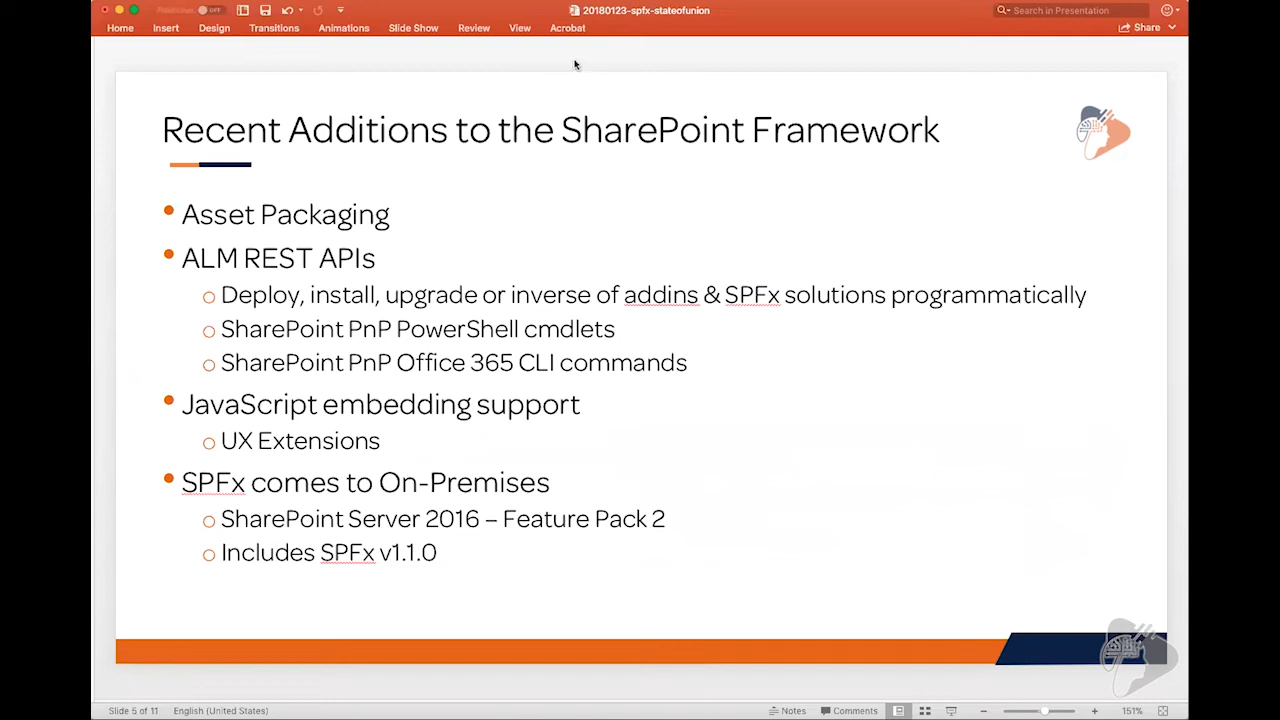 OFF
20180123-spfx-stateofunion
Search in Presentation
Home Insert Design Transitions Animations Slide Show Review View Acrobat
Share
Recent Additions to the SharePoint Framework
• Asset Packaging
• ALM REST APIs
○ Deploy, install, upgrade or inverse of addins & SPFx solutions programmatically
○ SharePoint PnP PowerShell cmdlets
○ SharePoint PnP Office 365 CLI commands
• JavaScript embedding support
○ UX Extensions
• SPFx comes to On-Premises
○ SharePoint Server 2016 – Feature Pack 2
○ Includes SPFx v1.1.0
Slide 5 of 11 English (United States) Notes Comments 151%